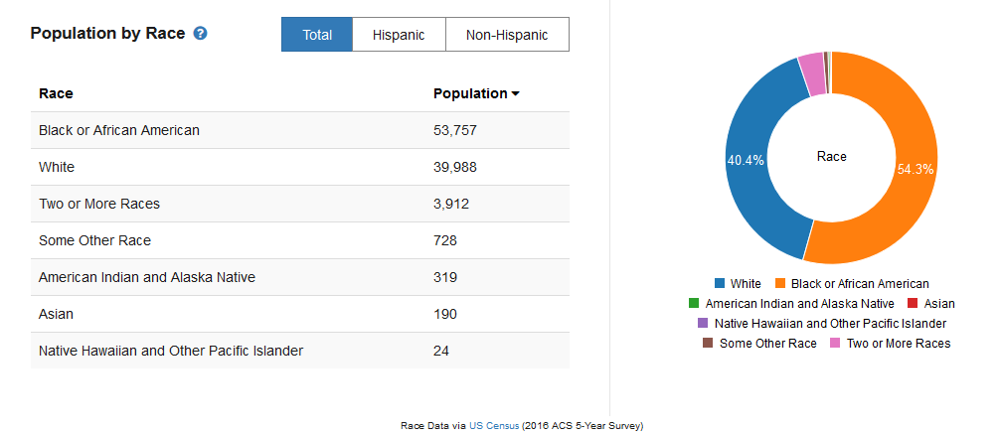 Population by Race ?
Total Hispanic Non-Hispanic
Race Population
Black or African American 53,757
White 39,988
Two or More Races 3,912
Some Other Race 728
American Indian and Alaska Native 319
Asian 190
Native Hawaiian and Other Pacific Islander 24
40.4% Race 54.3%
White Black or African American
American Indian and Alaska Native Asian
Native Hawaiian and Other Pacific Islander
Some Other Race Two or More Races
Race Data via US Census (2016 ACS 5-Year Survey)